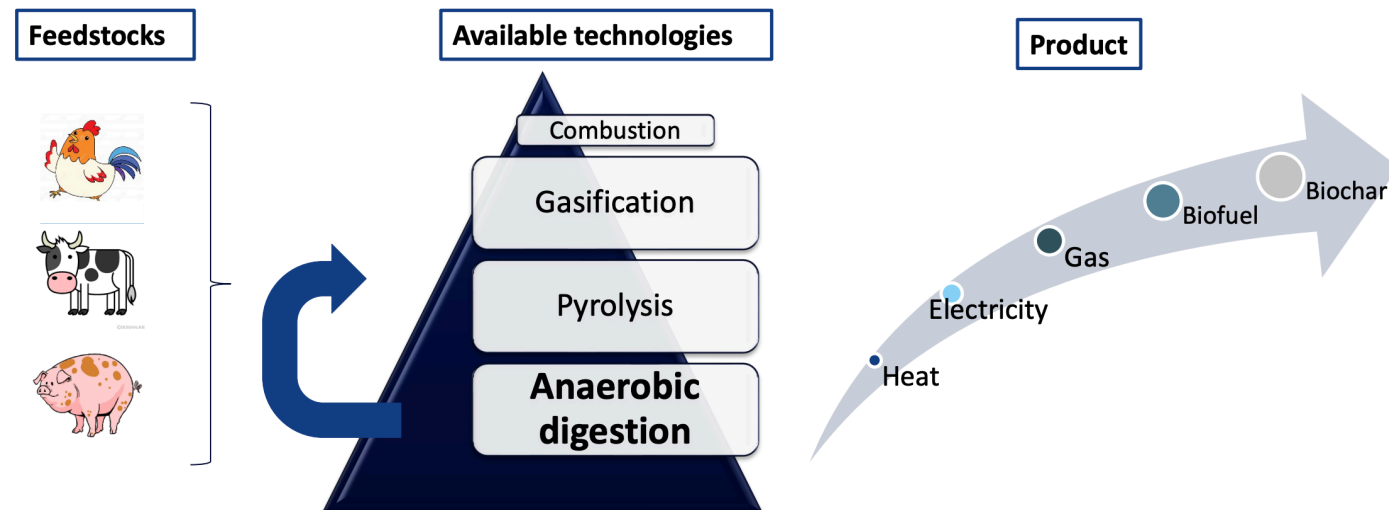 Feedstocks
Available technologies
Product
Combustion
Gasification
Pyrolysis
Anaerobic
digestion
Heat
Electricity
Gas
Biofuel
Biochar